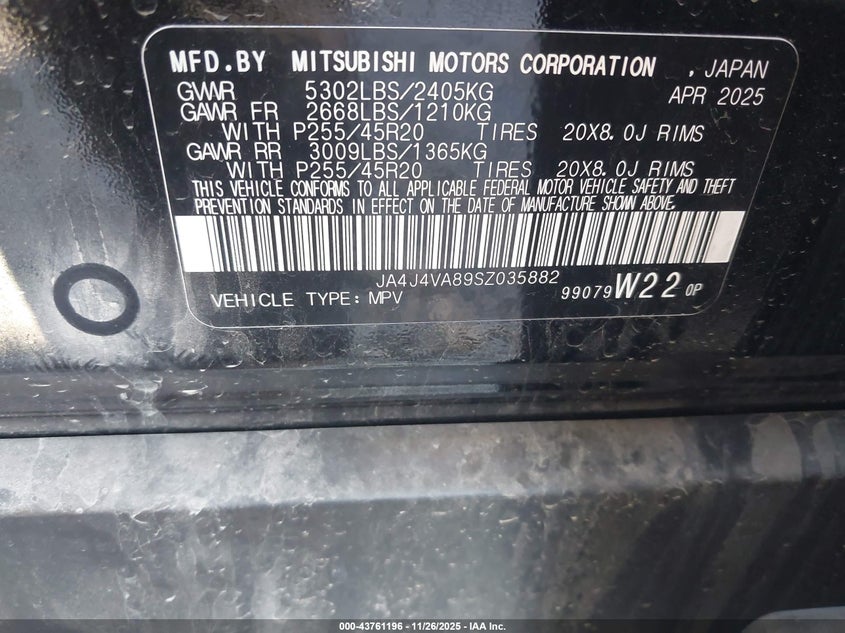 MFD.BY MITSUBISHI MOTORS CORPORATION , JAPAN
GVWR 5302LBS/2405KG APR 2025
GAWR FR 2668LBS/1210KG
WITH P255/45R20 TIRES 20X8.0J RIMS
GAWR RR 3009LBS/1365KG
WITH P255/45R20 TIRES 20X8.0J RIMS
THIS VEHICLE CONFORMS TO ALL APPLICABLE FEDERAL MOTOR VEHICLE SAFETY AND THEFT
PREVENTION STANDARDS IN EFFECT ON THE DATE OF MANUFACTURE SHOWN ABOVE.
JA4J4VA89SZ035882
VEHICLE TYPE: MPV 99079 W22 0P
000-43761196 - 11/26/2025 - IAA Inc.